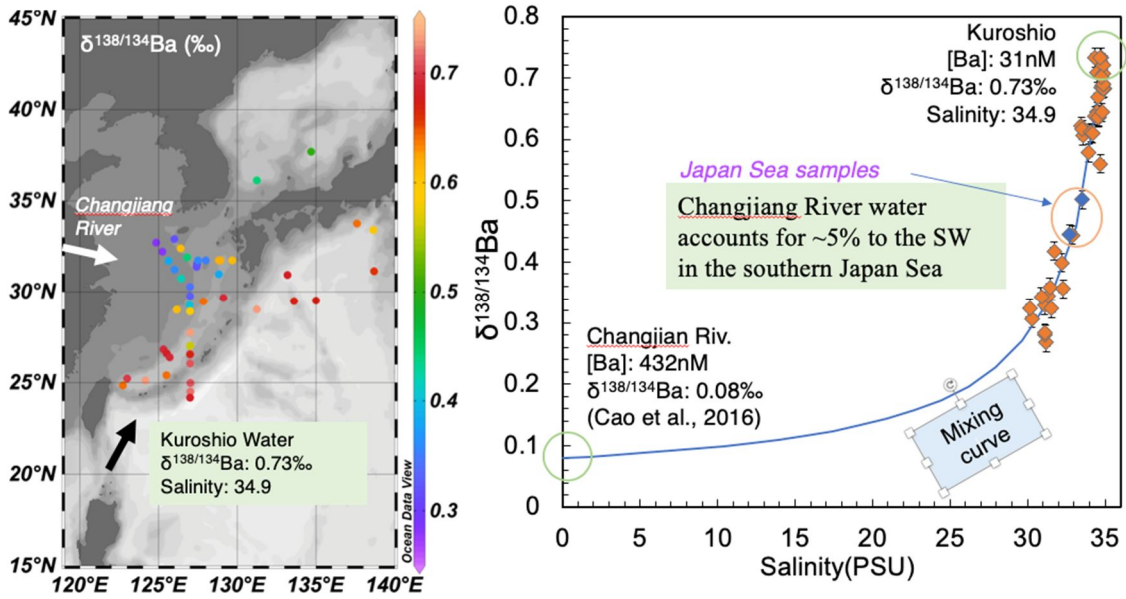 45°N
40°N
35°N
30°N
25°N
20°N
15°N
120°E
125°E
130°E
135°E
140°E
δ138/134Ba (‰)
Changjiang
River
Kuroshio Water
δ138/134Ba: 0.73‰
Salinity: 34.9
0.7
0.6
0.5
0.4
0.3
Ocean Data View
0.8
0.7
0.6
0.5
0.4
0.3
0.2
0.1
0
δ138/134Ba
Kuroshio
[Ba]: 31nM
δ138/134Ba: 0.73‰
Salinity: 34.9
Japan Sea samples
Changjiang River water
accounts for ~5% to the SW
in the southern Japan Sea
Changjian Riv.
[Ba]: 432nM
δ138/134Ba: 0.08‰
(Cao et al., 2016)
Mixing
curve
0
5
10
15
20
25
30
35
Salinity(PSU)